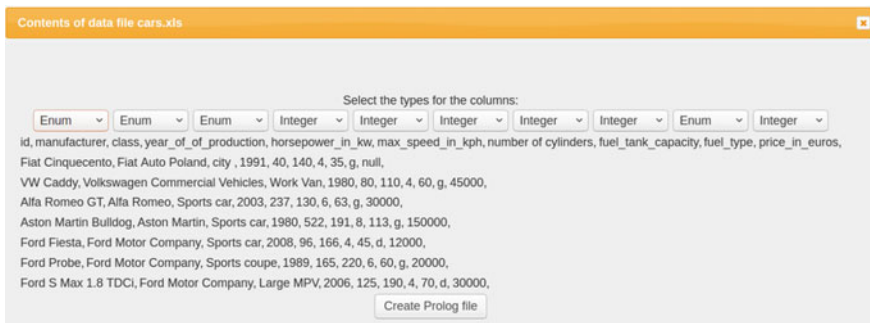 Contents of data file cars.xls
Select the types for the columns:
Enum Enum Enum Integer Integer Integer Integer Integer Enum Integer
id, manufacturer, class, year_of_of_production, horsepower_in_kw, max_speed_in_kph, number of cylinders, fuel_tank_capacity, fuel_type, price_in_euros,
Fiat Cinquecento, Fiat Auto Poland, city , 1991, 40, 140, 4, 35, g, null,
VW Caddy, Volkswagen Commercial Vehicles, Work Van, 1980, 80, 110, 4, 60, g, 45000,
Alfa Romeo GT, Alfa Romeo, Sports car, 2003, 237, 130, 6, 63, g, 30000,
Aston Martin Bulldog, Aston Martin, Sports car, 1980, 522, 191, 8, 113, g, 150000,
Ford Fiesta, Ford Motor Company, Sports car, 2008, 96, 166, 4, 45, d, 12000,
Ford Probe, Ford Motor Company, Sports coupe, 1989, 165, 220, 6, 60, g, 20000,
Ford S Max 1.8 TDCi, Ford Motor Company, Large MPV, 2006, 125, 190, 4, 70, d, 30000,
Create Prolog file